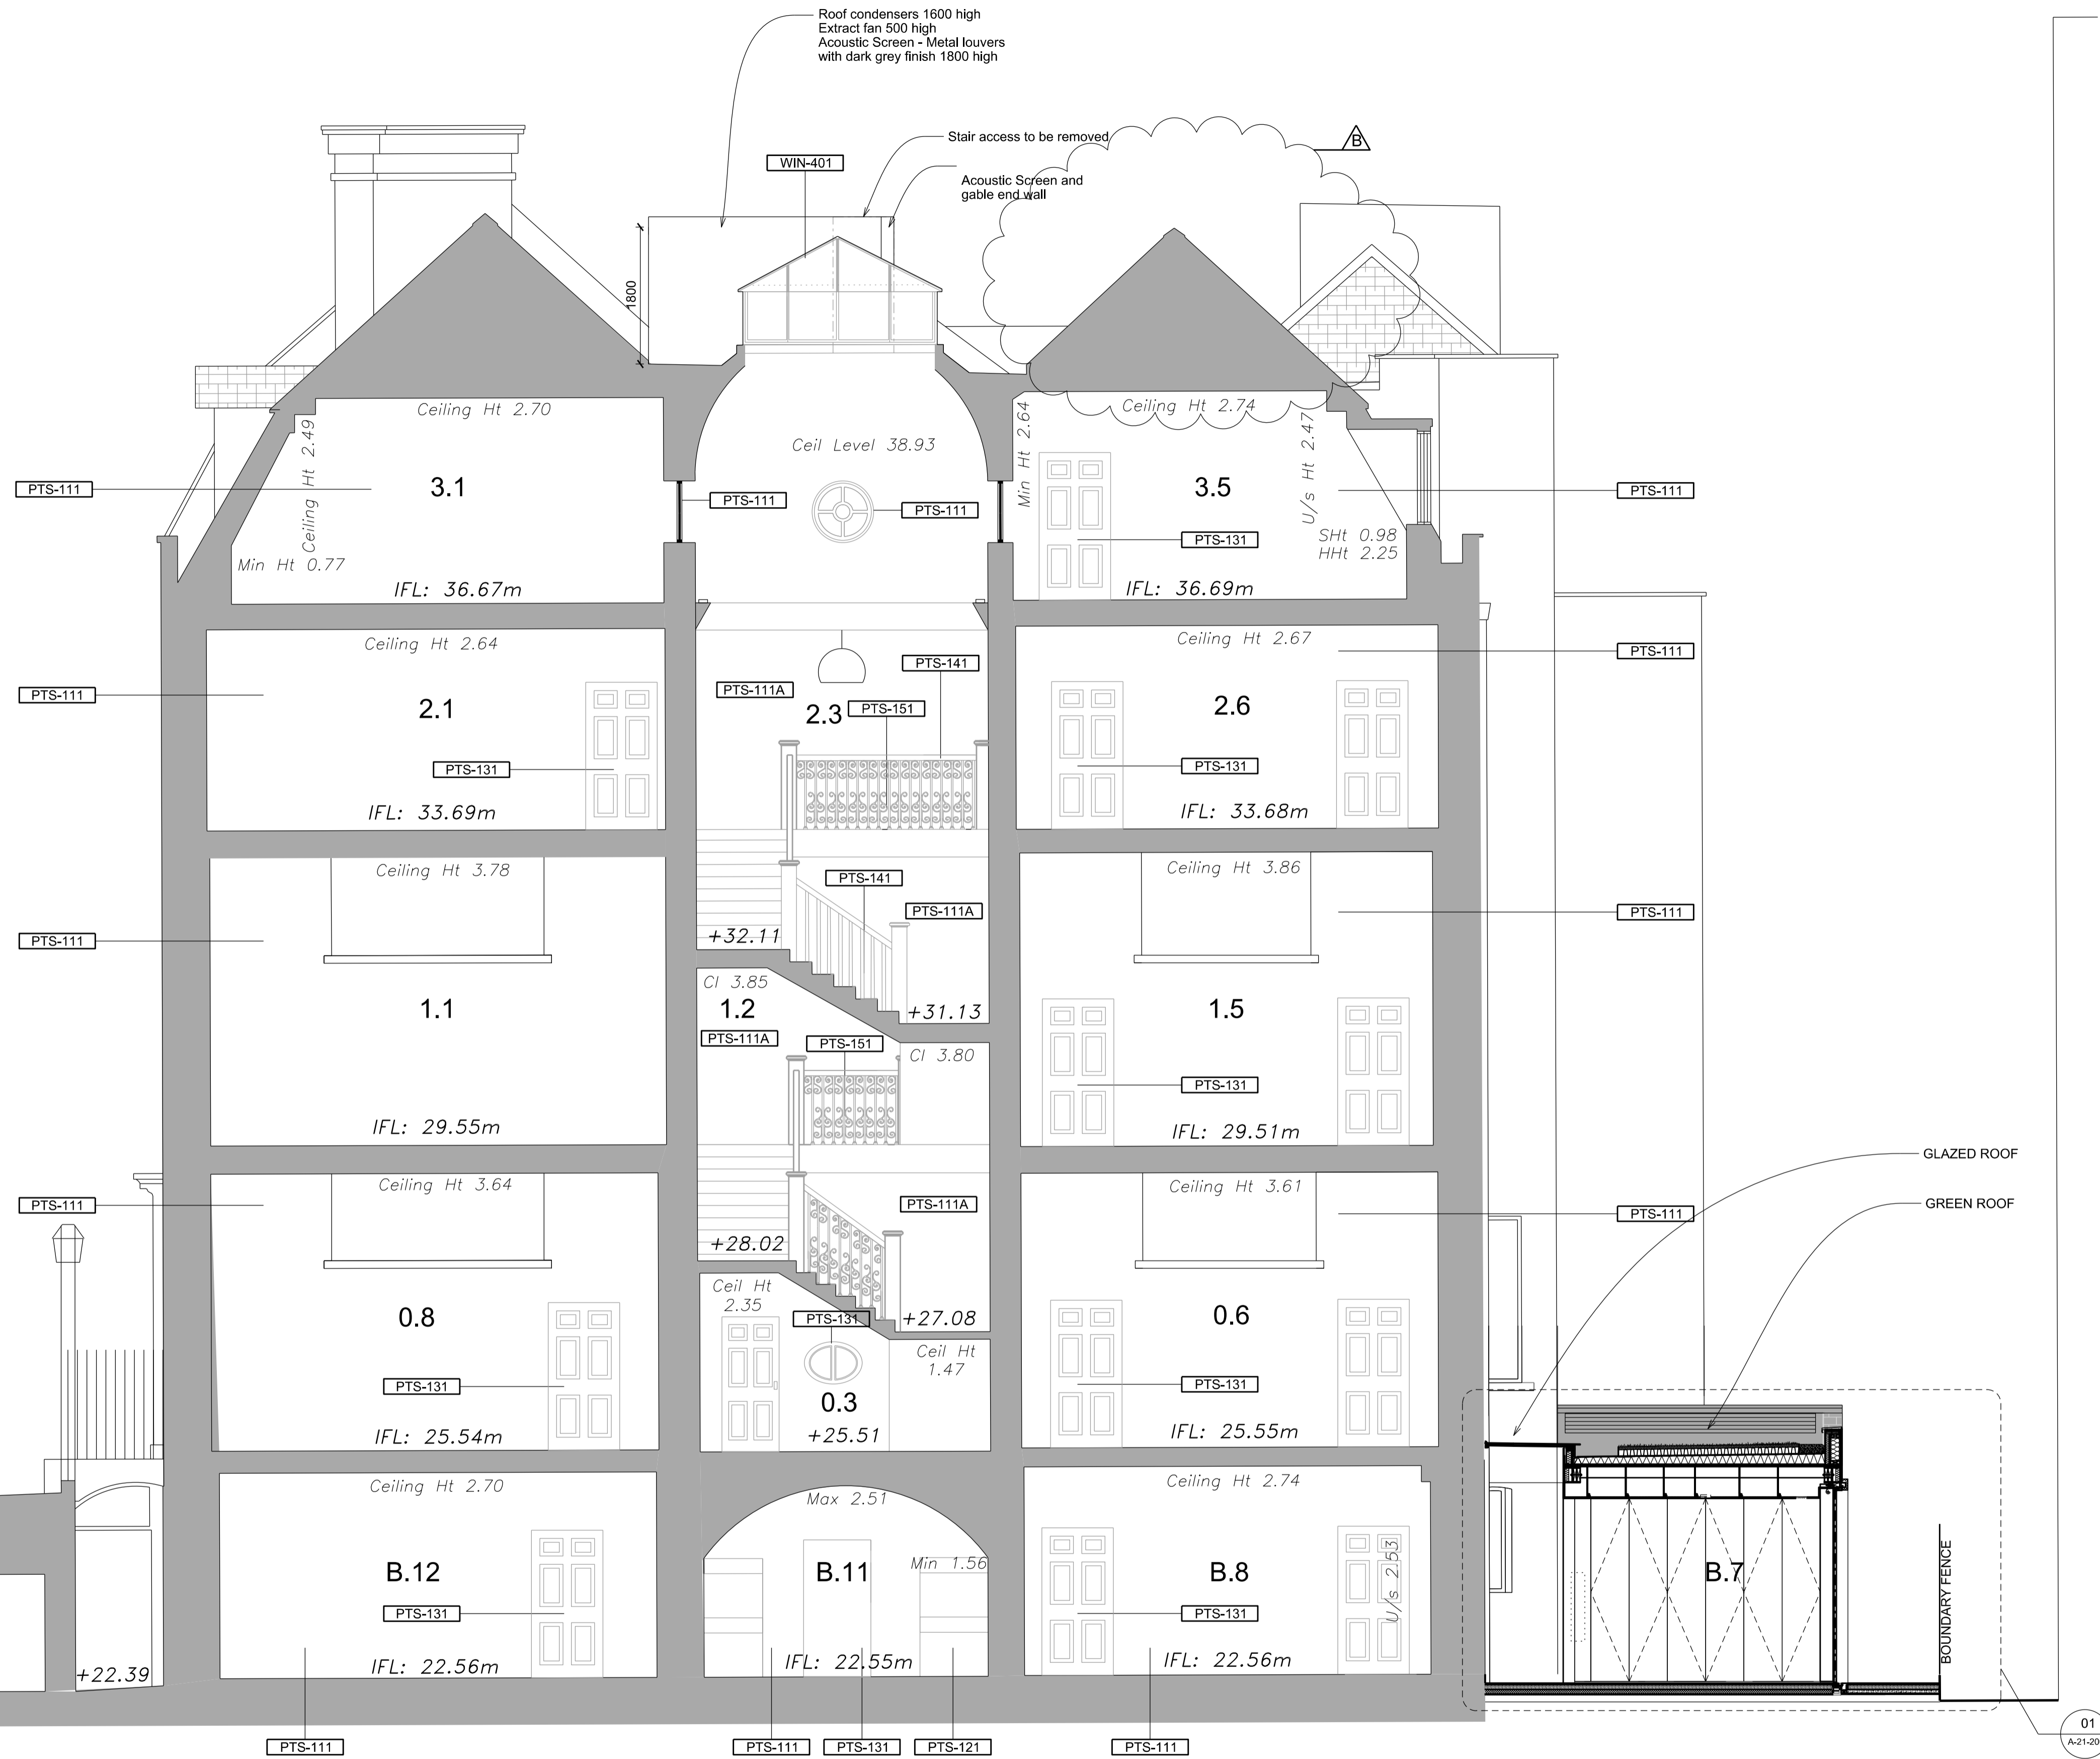 Roof condensers 1600 high
Extract fan 500 high
Acoustic Screen - Metal louvers
with dark grey finish 1800 high
Stair access to be removed
B
WIN-401
Acoustic Screen and
gable end wall
1800
Ceiling Ht 2.70
Ceiling Ht 2.49
3.1
Min Ht 0.77
IFL: 36.67m
PTS-111
Ceil Level 38.93
PTS-111
PTS-111
Ceiling Ht 2.74
Min Ht 2.64
U/s Ht 2.47
3.5
PTS-131
SHt 0.98
HHt 2.25
IFL: 36.69m
PTS-111
Ceiling Ht 2.64
PTS-111
2.1
PTS-131
IFL: 33.69m
PTS-141
PTS-111A
2.3
PTS-151
Ceiling Ht 2.67
PTS-111
2.6
PTS-131
IFL: 33.68m
Ceiling Ht 3.78
PTS-111
1.1
IFL: 29.55m
PTS-141
PTS-111A
+32.11
+31.13
Cl 3.85
1.2
PTS-111A
PTS-151
Cl 3.80
Ceiling Ht 3.86
PTS-111
1.5
PTS-131
IFL: 29.51m
GLAZED ROOF
GREEN ROOF
Ceiling Ht 3.64
PTS-111
0.8
PTS-131
IFL: 25.54m
PTS-111A
+28.02
+27.08
Ceil Ht
2.35
PTS-131
Ceil Ht
1.47
0.3
+25.51
Ceiling Ht 3.61
PTS-111
0.6
PTS-131
IFL: 25.55m
Ceiling Ht 2.70
B.12
PTS-131
IFL: 22.56m
+22.39
Max 2.51
Min 1.56
B.11
IFL: 22.55m
Ceiling Ht 2.74
B.8
U/s 2.53
PTS-131
IFL: 22.56m
B.7
BOUNDARY FENCE
PTS-111
PTS-111
PTS-131
PTS-121
PTS-111
01